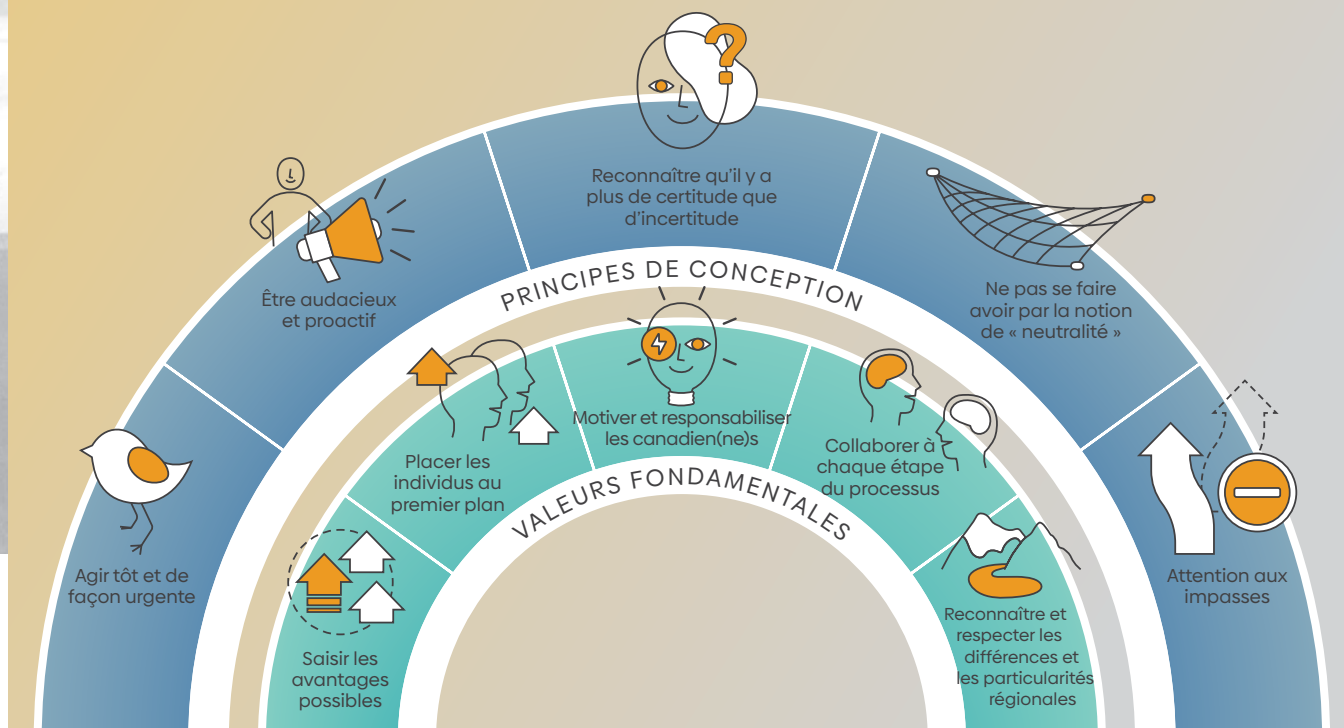 ?
Reconnaître qu'il y a
plus de certitude que
d'incertitude
Être audacieux
et proactif
Ne pas se faire
avoir par la notion
de « neutralité »
Agir tôt et de
façon urgente
Attention aux
impasses
PRINCIPES DE CONCEPTION
Motiver et responsabiliser
les canadien(ne)s
Placer les
individus au
premier plan
Collaborer à
chaque étape
du processus
Saisir les
avantages
possibles
Reconnaître et
respecter les
différences et
les particularités
régionales
VALEURS FONDAMENTALES